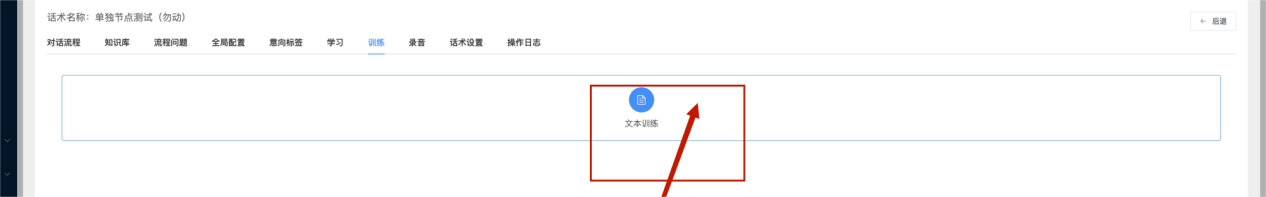 话术名称：单独节点测试（勿动）
← 后退
对话流程 知识库 流程问题 全局配置 意向标签 学习 训练 录音 话术设置 操作日志
文本训练